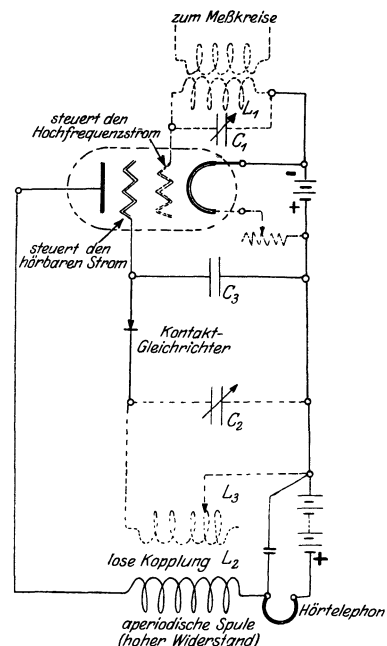 zum Meßkreise
L1
steuert den
Hochfrequenzstrom
C1
-
+
steuert den
hörbaren Strom
C3
Kontakt-
Gleichrichter
C2
L3
lose Kopplung L2
+
Hörtelephon
aperiodische Spule
(hoher Widerstand)